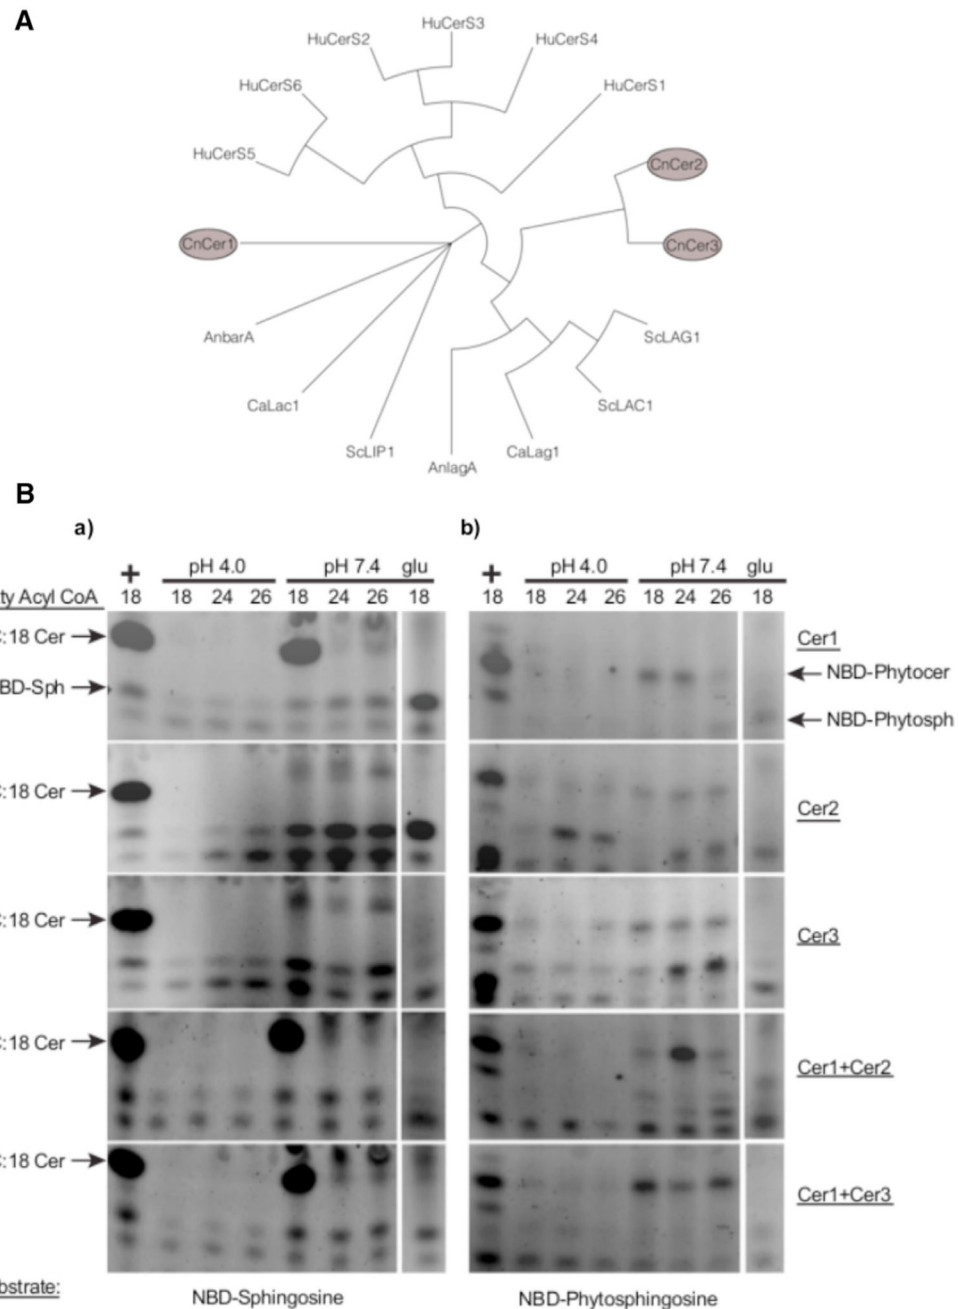 A
HuCerS3
HuCerS2
HuCerS4
HuCerS6
HuCerS1
HuCerS5
CnCer2
CnCer1
CnCer3
AnbarA
ScLAG1
CaLac1
ScLAC1
ScLIP1
AnlagA
CaLag1
B
a) b)
+ pH 4.0 pH 7.4 glu + pH 4.0 pH 7.4 glu
ty Acyl CoA 18 18 24 26 18 24 26 18 18 18 24 26 18 24 26 18
:18 Cer Cer1
NBD-Phytocer
BD-Sph
NBD-Phytosph
:18 Cer Cer2
:18 Cer Cer3
:18 Cer Cer1+Cer2
:18 Cer Cer1+Cer3
bstrate: NBD-Sphingosine NBD-Phytosphingosine